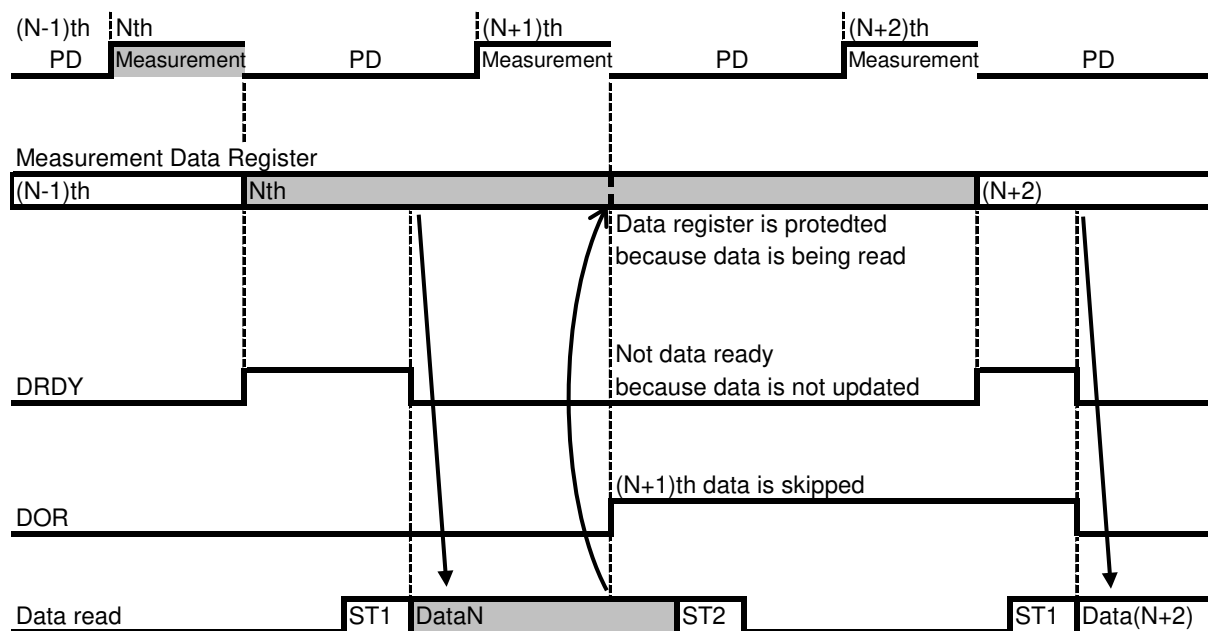 (N-1)th Nth (N+1)th (N+2)th
PD Measurement PD Measurement PD Measurement PD
Measurement Data Register
(N-1)th Nth (N+2)
Data register is protedted
because data is being read
Not data ready
DRDY because data is not updated
(N+1)th data is skipped
DOR
Data read ST1 DataN ST2 ST1 Data(N+2)